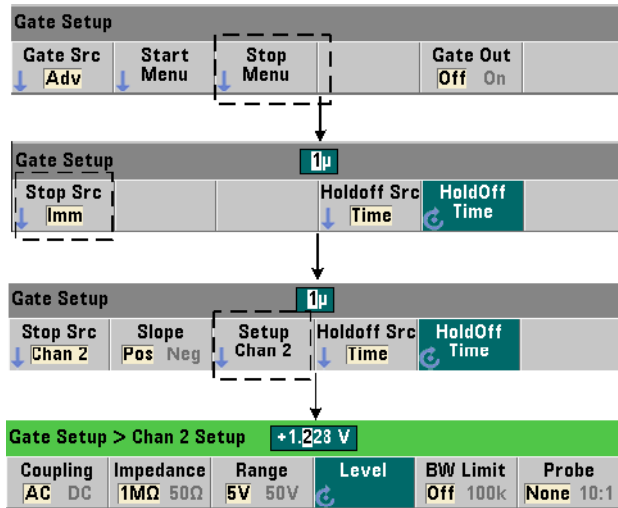 Gate Setup
Gate Src Start Stop Gate Out
Adv Menu Menu Off On
Gate Setup 1µ
Stop Src Holdoff Src HoldOff
Imm Time Time
Gate Setup 1µ
Stop Src Slope Setup Holdoff Src HoldOff
Chan 2 Pos Neg Chan 2 Time Time
Gate Setup > Chan 2 Setup +1.228 V
Coupling Impedance Range Level BW Limit Probe
AC DC 1MΩ 50Ω 5V 50V Off 100k None 10:1